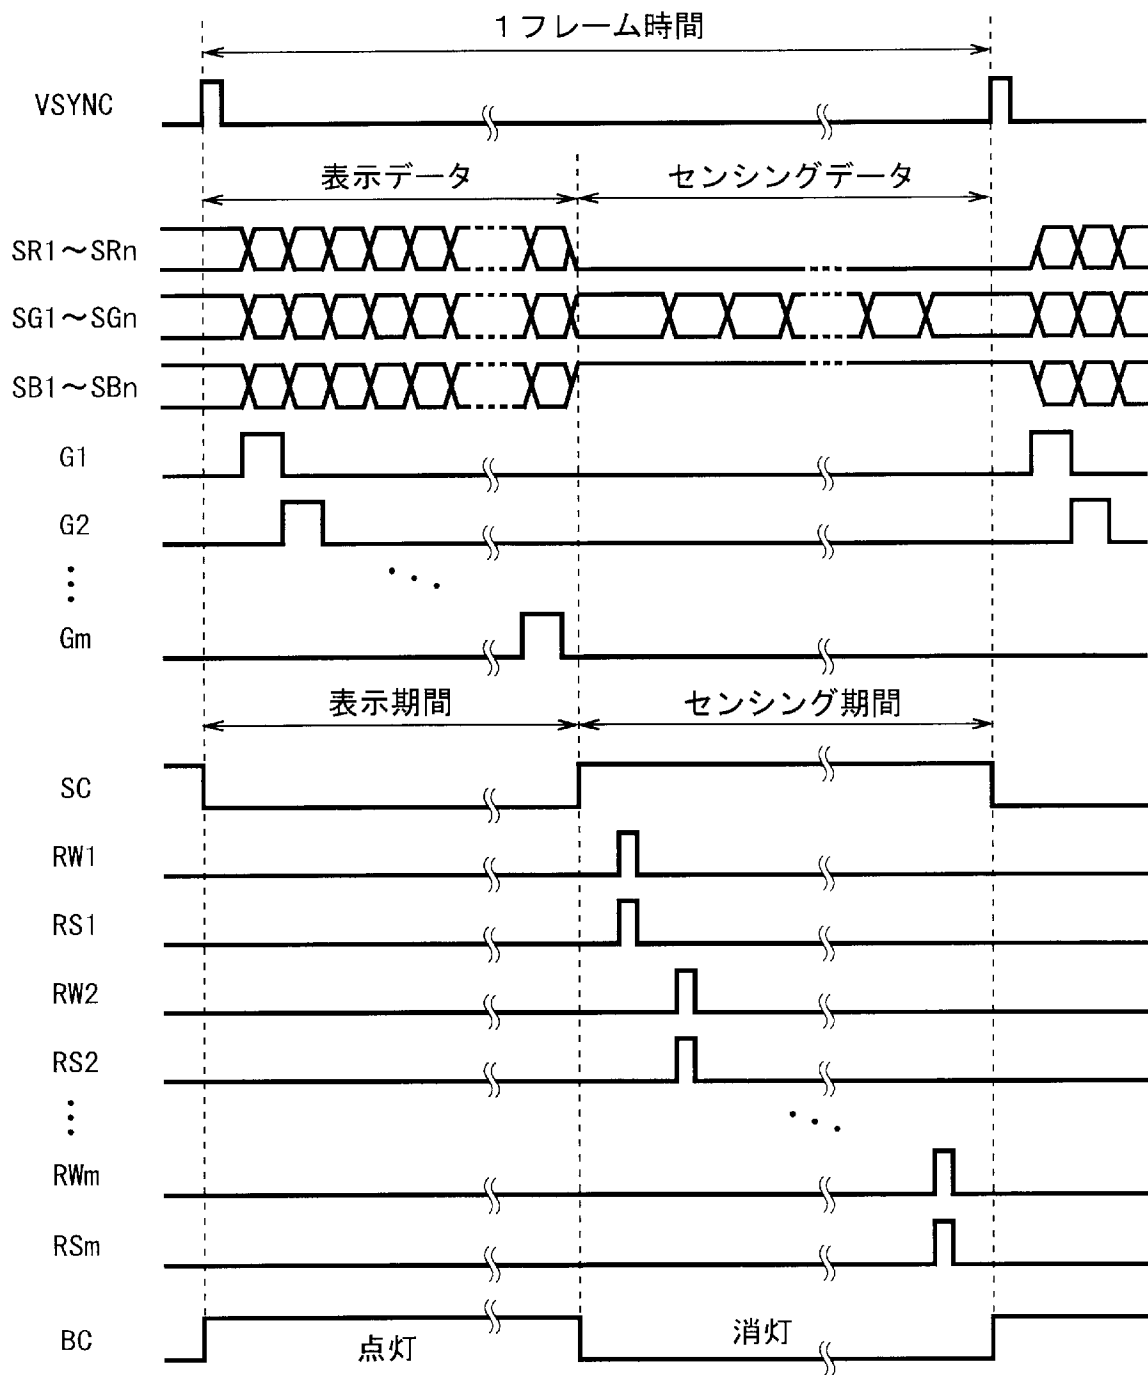 1フレーム時間
VSYNC
表示データ
センシングデータ
SR1~SRn
SG1~SGn
SB1~SBn
G1
G2
Gm
表示期間
センシング期間
SC
RW1
RS1
RW2
RS2
RWm
RSm
BC
点灯
消灯